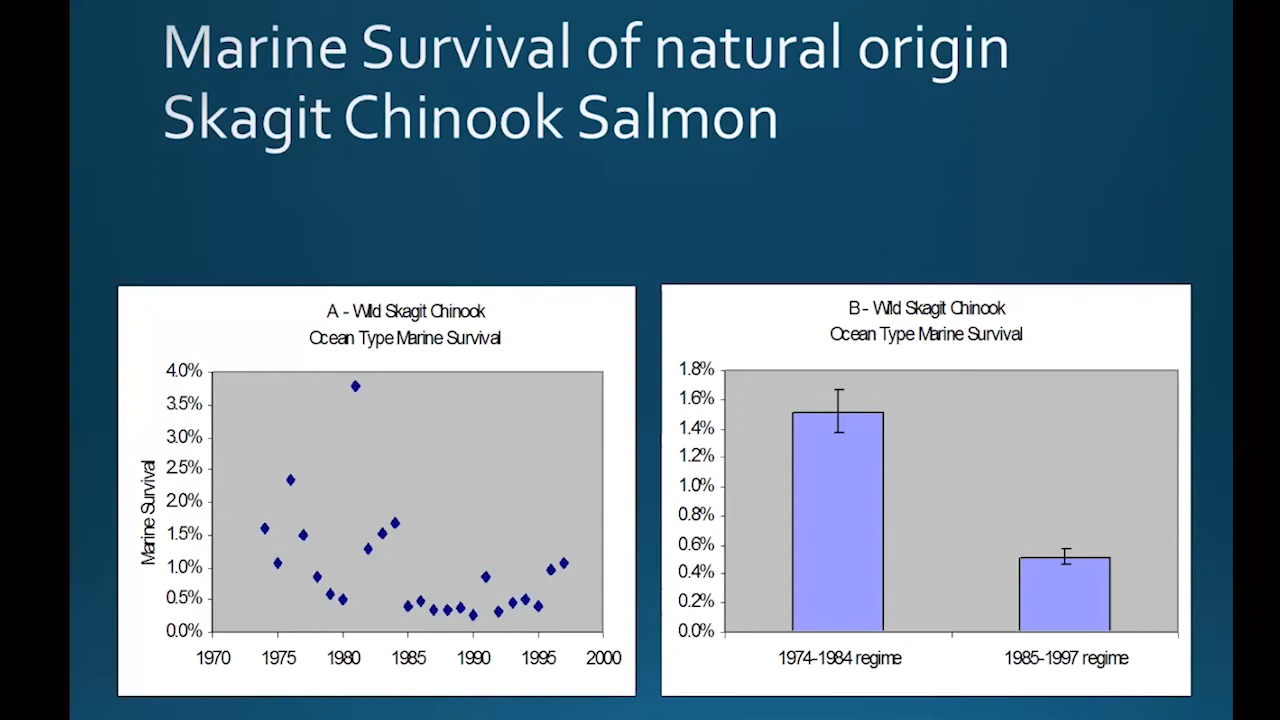 Marine Survival of natural origin
Skagit Chinook Salmon
A - Wild Skagit Chinook
Ocean Type Marine Survival
4.0%
3.5%
3.0%
2.5%
2.0%
1.5%
1.0%
0.5%
0.0%
Marine Survival
1970 1975 1980 1985 1990 1995 2000
B - Wild Skagit Chinook
Ocean Type Marine Survival
1.8%
1.6%
1.4%
1.2%
1.0%
0.8%
0.6%
0.4%
0.2%
0.0%
1974-1984 regime 1985-1997 regime